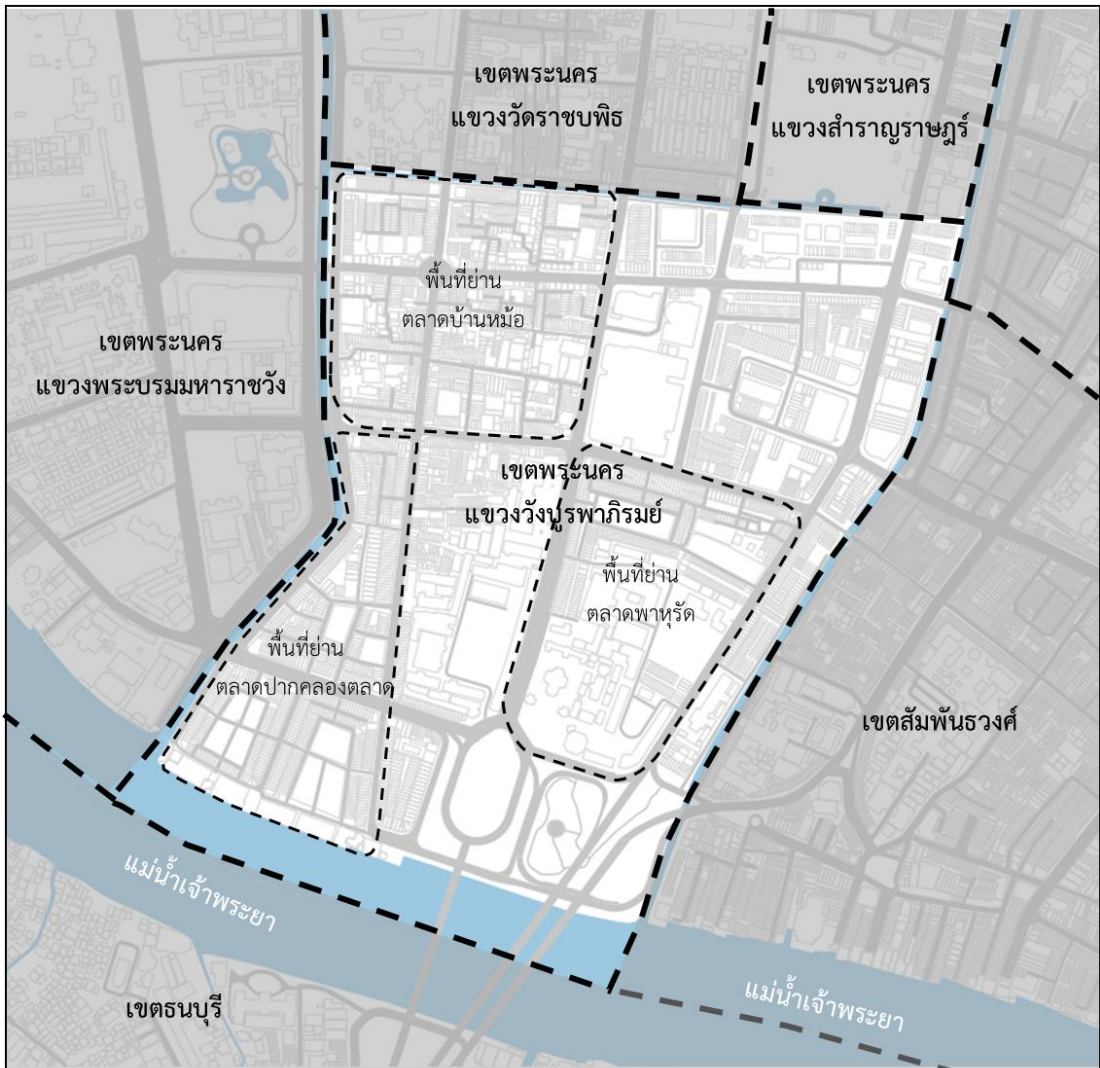 เขตพระนคร
แขวงวัดราชบพิธ
เขตพระนคร
แขวงสำราญราษฎร์
พื้นที่ย่าน
ตลาดบ้านหม้อ
เขตพระนคร
แขวงพระบรมมหาราชวัง
เขตพระนคร
แขวงวังบูรพาภิรมย์
พื้นที่ย่าน
ตลาดพาหุรัด
พื้นที่ย่าน
ตลาดปากคลองตลาด
เขตสัมพันธวงศ์
แม่น้ำเจ้าพระยา
แม่น้ำเจ้าพระยา
เขตธนบุรี